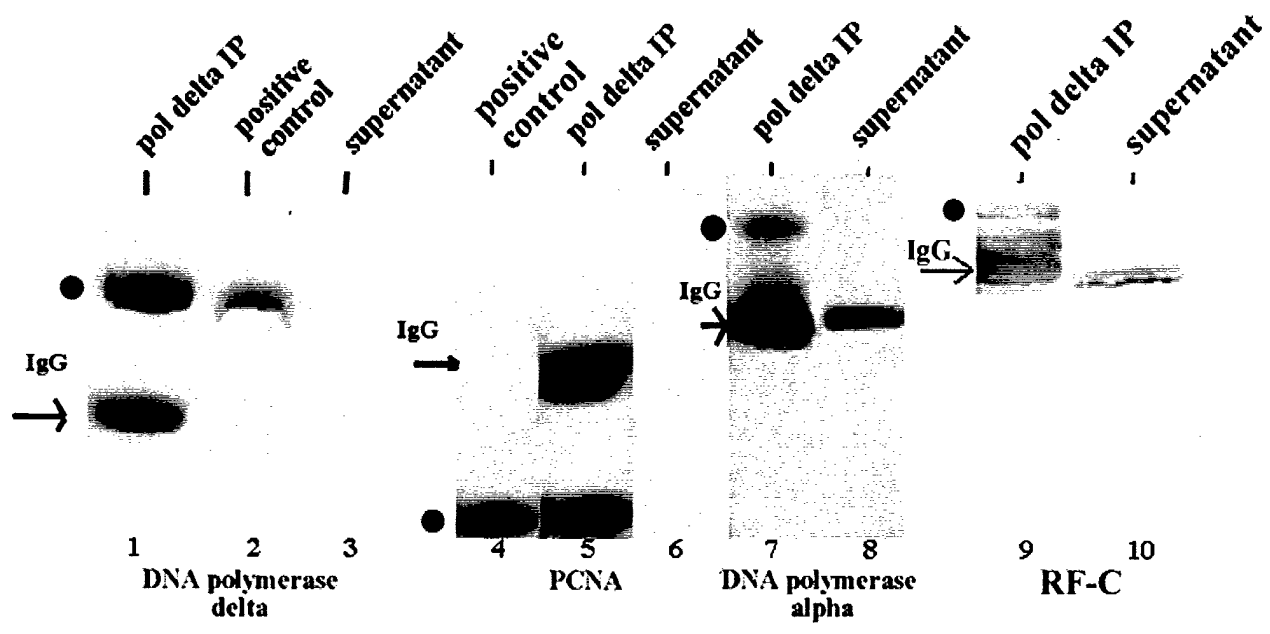 pol delta IP
positive
control
supernatant
positive
control
pol delta IP
supernatant
pol delta IP
supernatant
pol delta IP
supernatant
IgG
IgG
IgG
IgG
1 2 3 4 5 6 7 8 9 10
DNA polymerase
delta
PCNA
DNA polymerase
alpha
RF-C